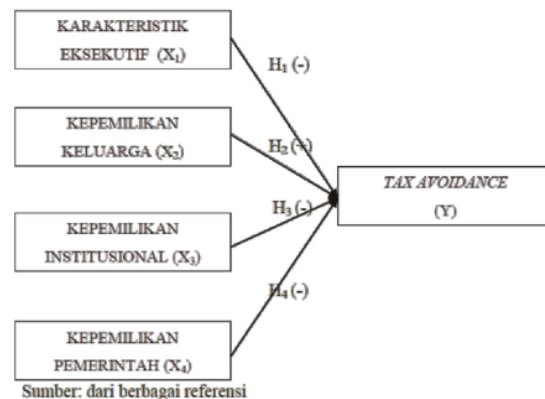 KARAKTERISTIK
EKSEKUTIF (X₁)
H₁ (-)
KEPEMILIKAN
KELUARGA (X₂)
H₂ (+)
TAX AVOIDANCE
(Y)
H₃ (-)
KEPEMILIKAN
INSTITUSIONAL (X₃)
H₄ (-)
KEPEMILIKAN
PEMERINTAH (X₄)
Sumber: dari berbagai referensi